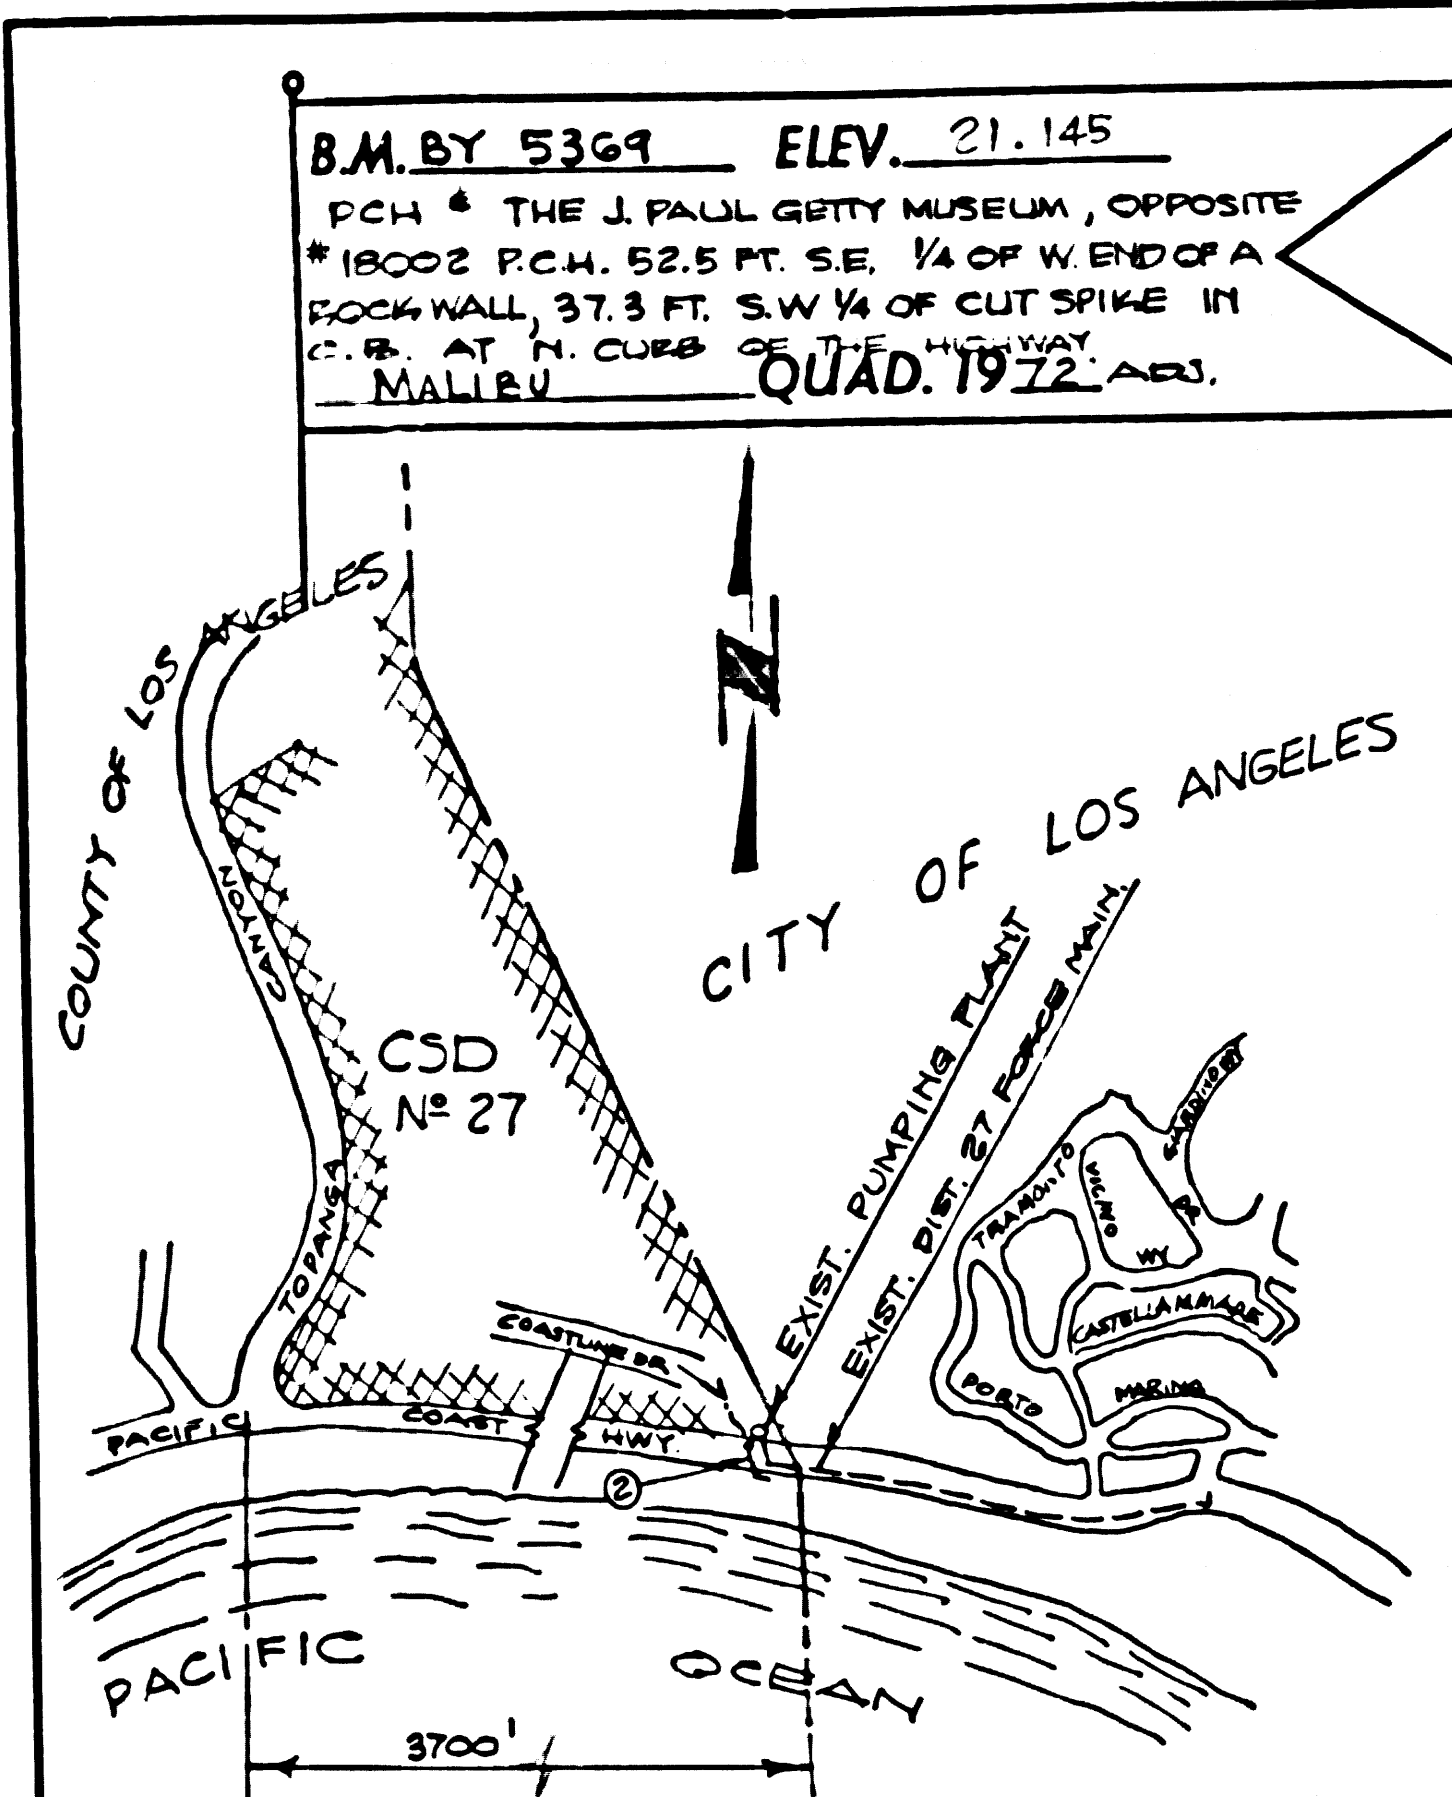 B.M. BY 5369 ELEV. 21.145
PCH & THE J. PAUL GETTY MUSEUM, OPPOSITE
#18002 P.C.H. 52.5 FT. S.E. 1/4 OF W. END OF A
ROCK WALL, 37.3 FT. S.W 1/4 OF CUT SPIKE IN
C.B. AT N. CURB OF THE HIGHWAY.
MALIBU QUAD. 1972 ADJ.
COUNTY OF LOS ANGELES
N
CITY OF LOS ANGELES
TOPANGA CANYON
CSD
Nº 27
EXIST. PUMPING PLANT
EXIST. DIST. 27 FORCE MAIN.
TRAMONTO
VICINO
WY
DR.
CASTELLAMMARE
PORTO
MARINO
COASTLINE DR.
PACIFIC COAST HWY.
2
PACIFIC OCEAN
3700'